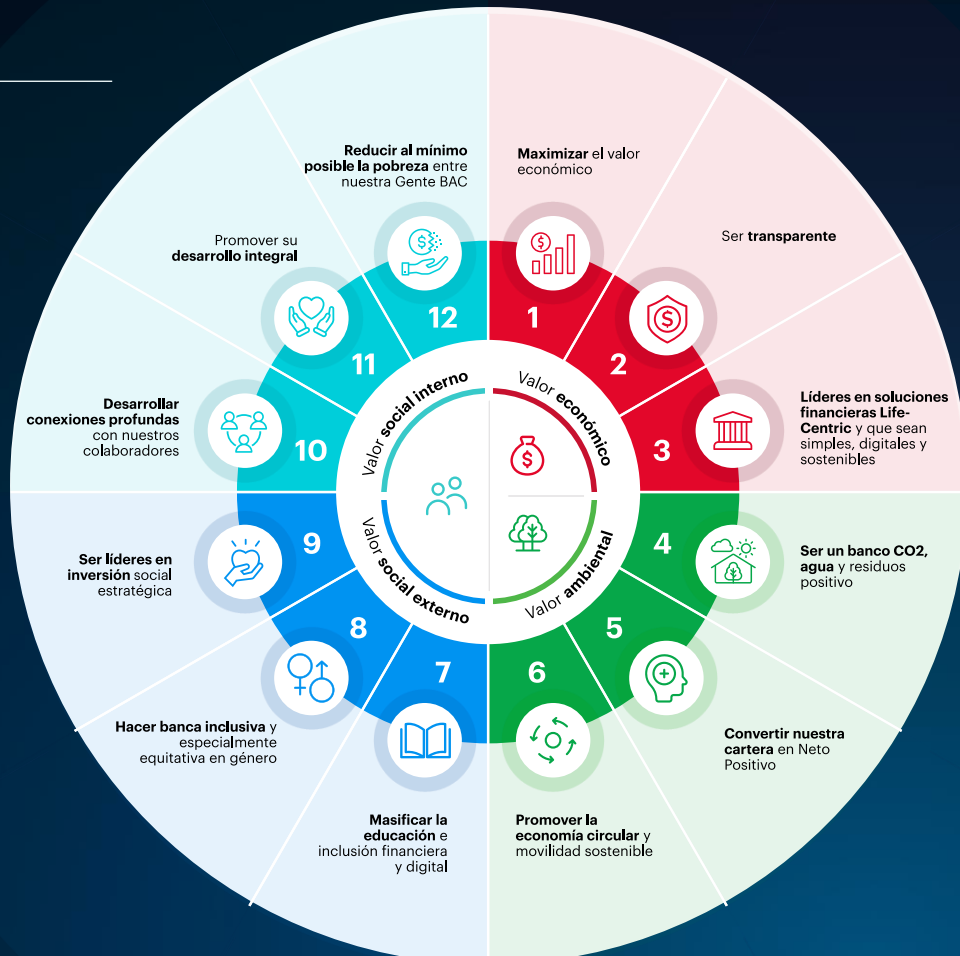 Valor económico
Valor ambiental
Valor social externo
Valor social interno
1
Maximizar el valor
económico
2
Ser transparente
3
Líderes en soluciones
financieras Life-
Centric y que sean
simples, digitales y
sostenibles
4
Ser un banco CO2,
agua y residuos
positivo
5
Convertir nuestra
cartera en Neto
Positivo
6
Promover la
economía circular y
movilidad sostenible
7
Masificar la
educación e
inclusión financiera
y digital
8
Hacer banca inclusiva y
especialmente
equitativa en género
9
Ser líderes en
inversión social
estratégica
10
Desarrollar
conexiones profundas
con nuestros
colaboradores
11
Promover su
desarrollo integral
12
Reducir al mínimo
posible la pobreza entre
nuestra Gente BAC